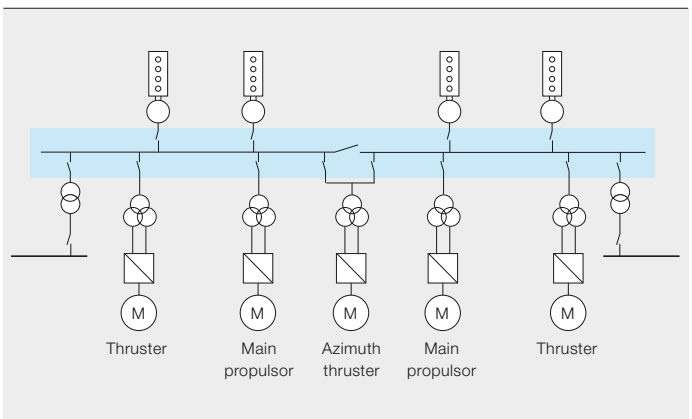 M
M
M
M
M
Thruster
Main
propulsor
Azimuth
thruster
Main
propulsor
Thruster